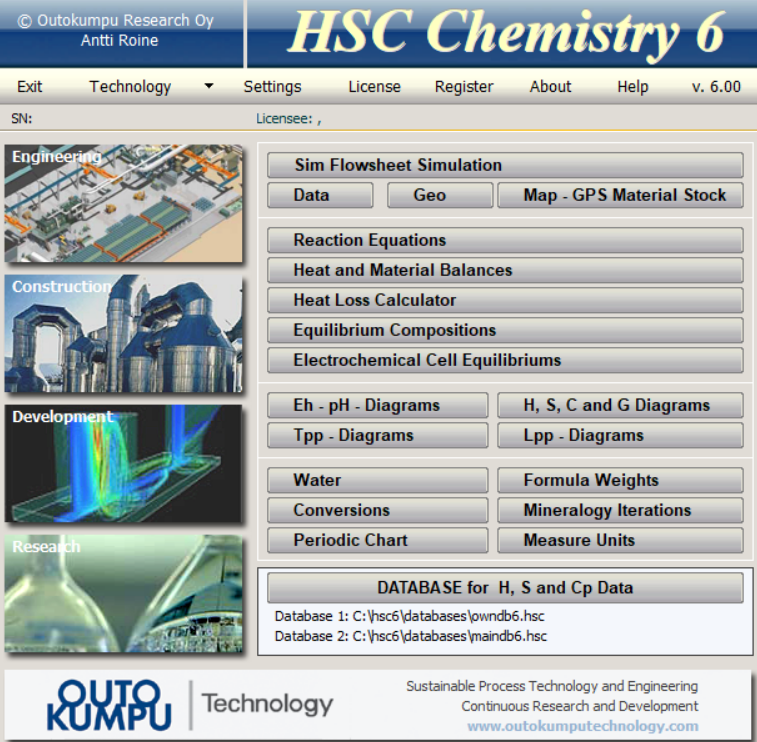 © Outokumpu Research Oy
Antti Roine
HSC Chemistry 6
Exit Technology Settings License Register About Help v. 6.00
SN: Licensee: ,
Engineering
Sim Flowsheet Simulation
Data Geo Map - GPS Material Stock
Reaction Equations
Heat and Material Balances
Construction
Heat Loss Calculator
Equilibrium Compositions
Electrochemical Cell Equilibriums
Development
Eh - pH - Diagrams H, S, C and G Diagrams
Tpp - Diagrams Lpp - Diagrams
Water Formula Weights
Conversions Mineralogy Iterations
Research
Periodic Chart Measure Units
DATABASE for H, S and Cp Data
Database 1: C:\hsc6\databases\owndb6.hsc
Database 2: C:\hsc6\databases\maindb6.hsc
OUTO
KUMPU
Technology
Sustainable Process Technology and Engineering
Continuous Research and Development
www.outokumputechnology.com